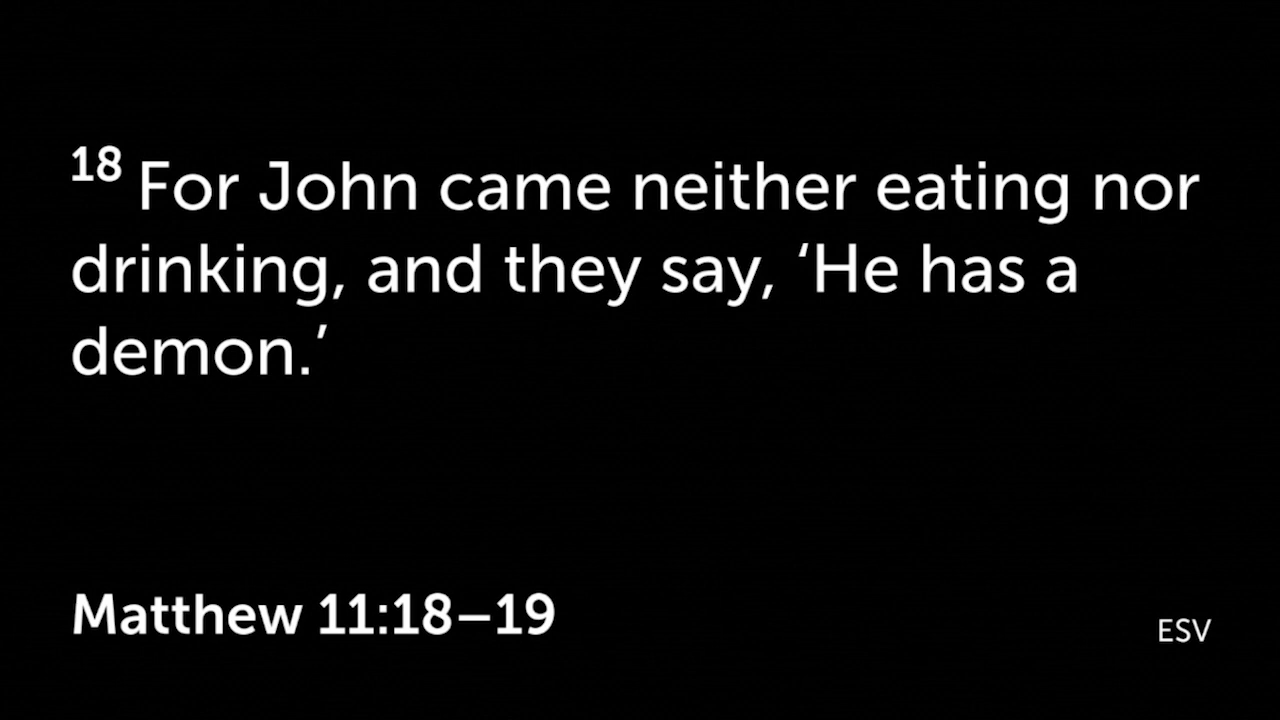 18 For John came neither eating nor
drinking, and they say, ‘He has a
demon.’
Matthew 11:18–19
ESV